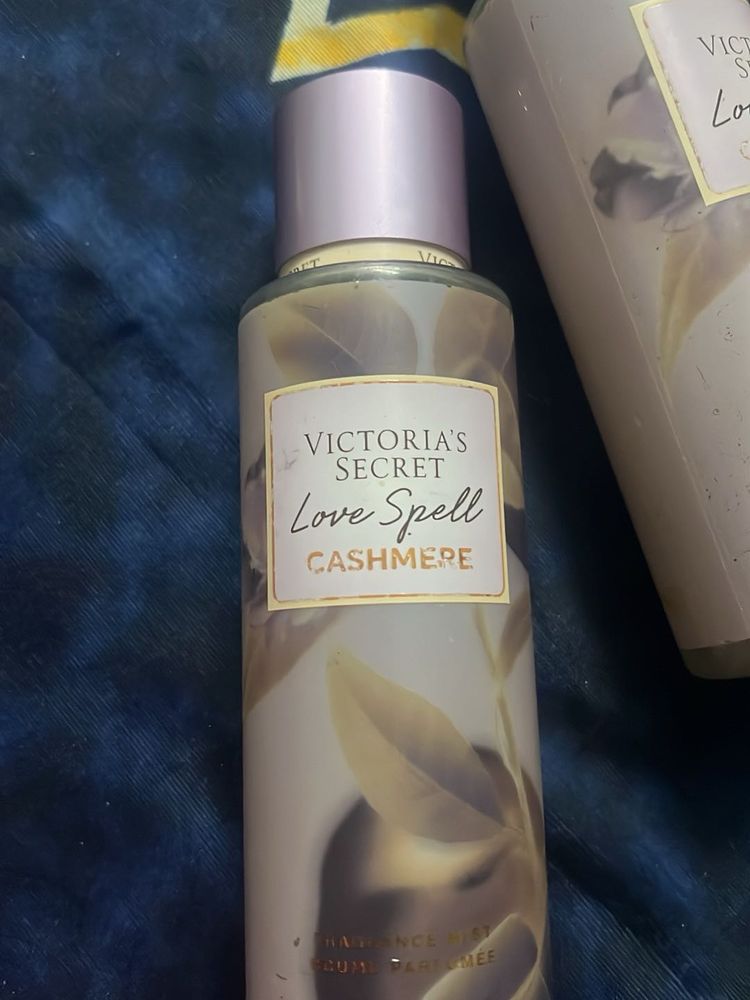 VICTORIA'S
SECRET
Love Spell
CASHMERE
FRAGRANCE MIST
BRUME PARFUMÉE